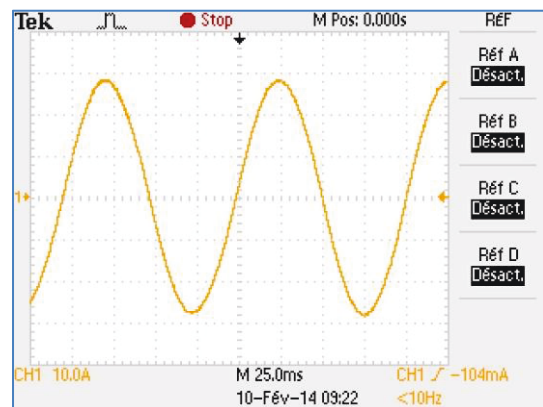 Tek Stop M Pos: 0.000s RéF
Réf A
Désact.
Réf B
Désact.
1
Réf C
Désact.
Réf D
Désact.
CH1 10.0A M 25.0ms CH1 -104mA
10-Fév-14 09:22 <10Hz